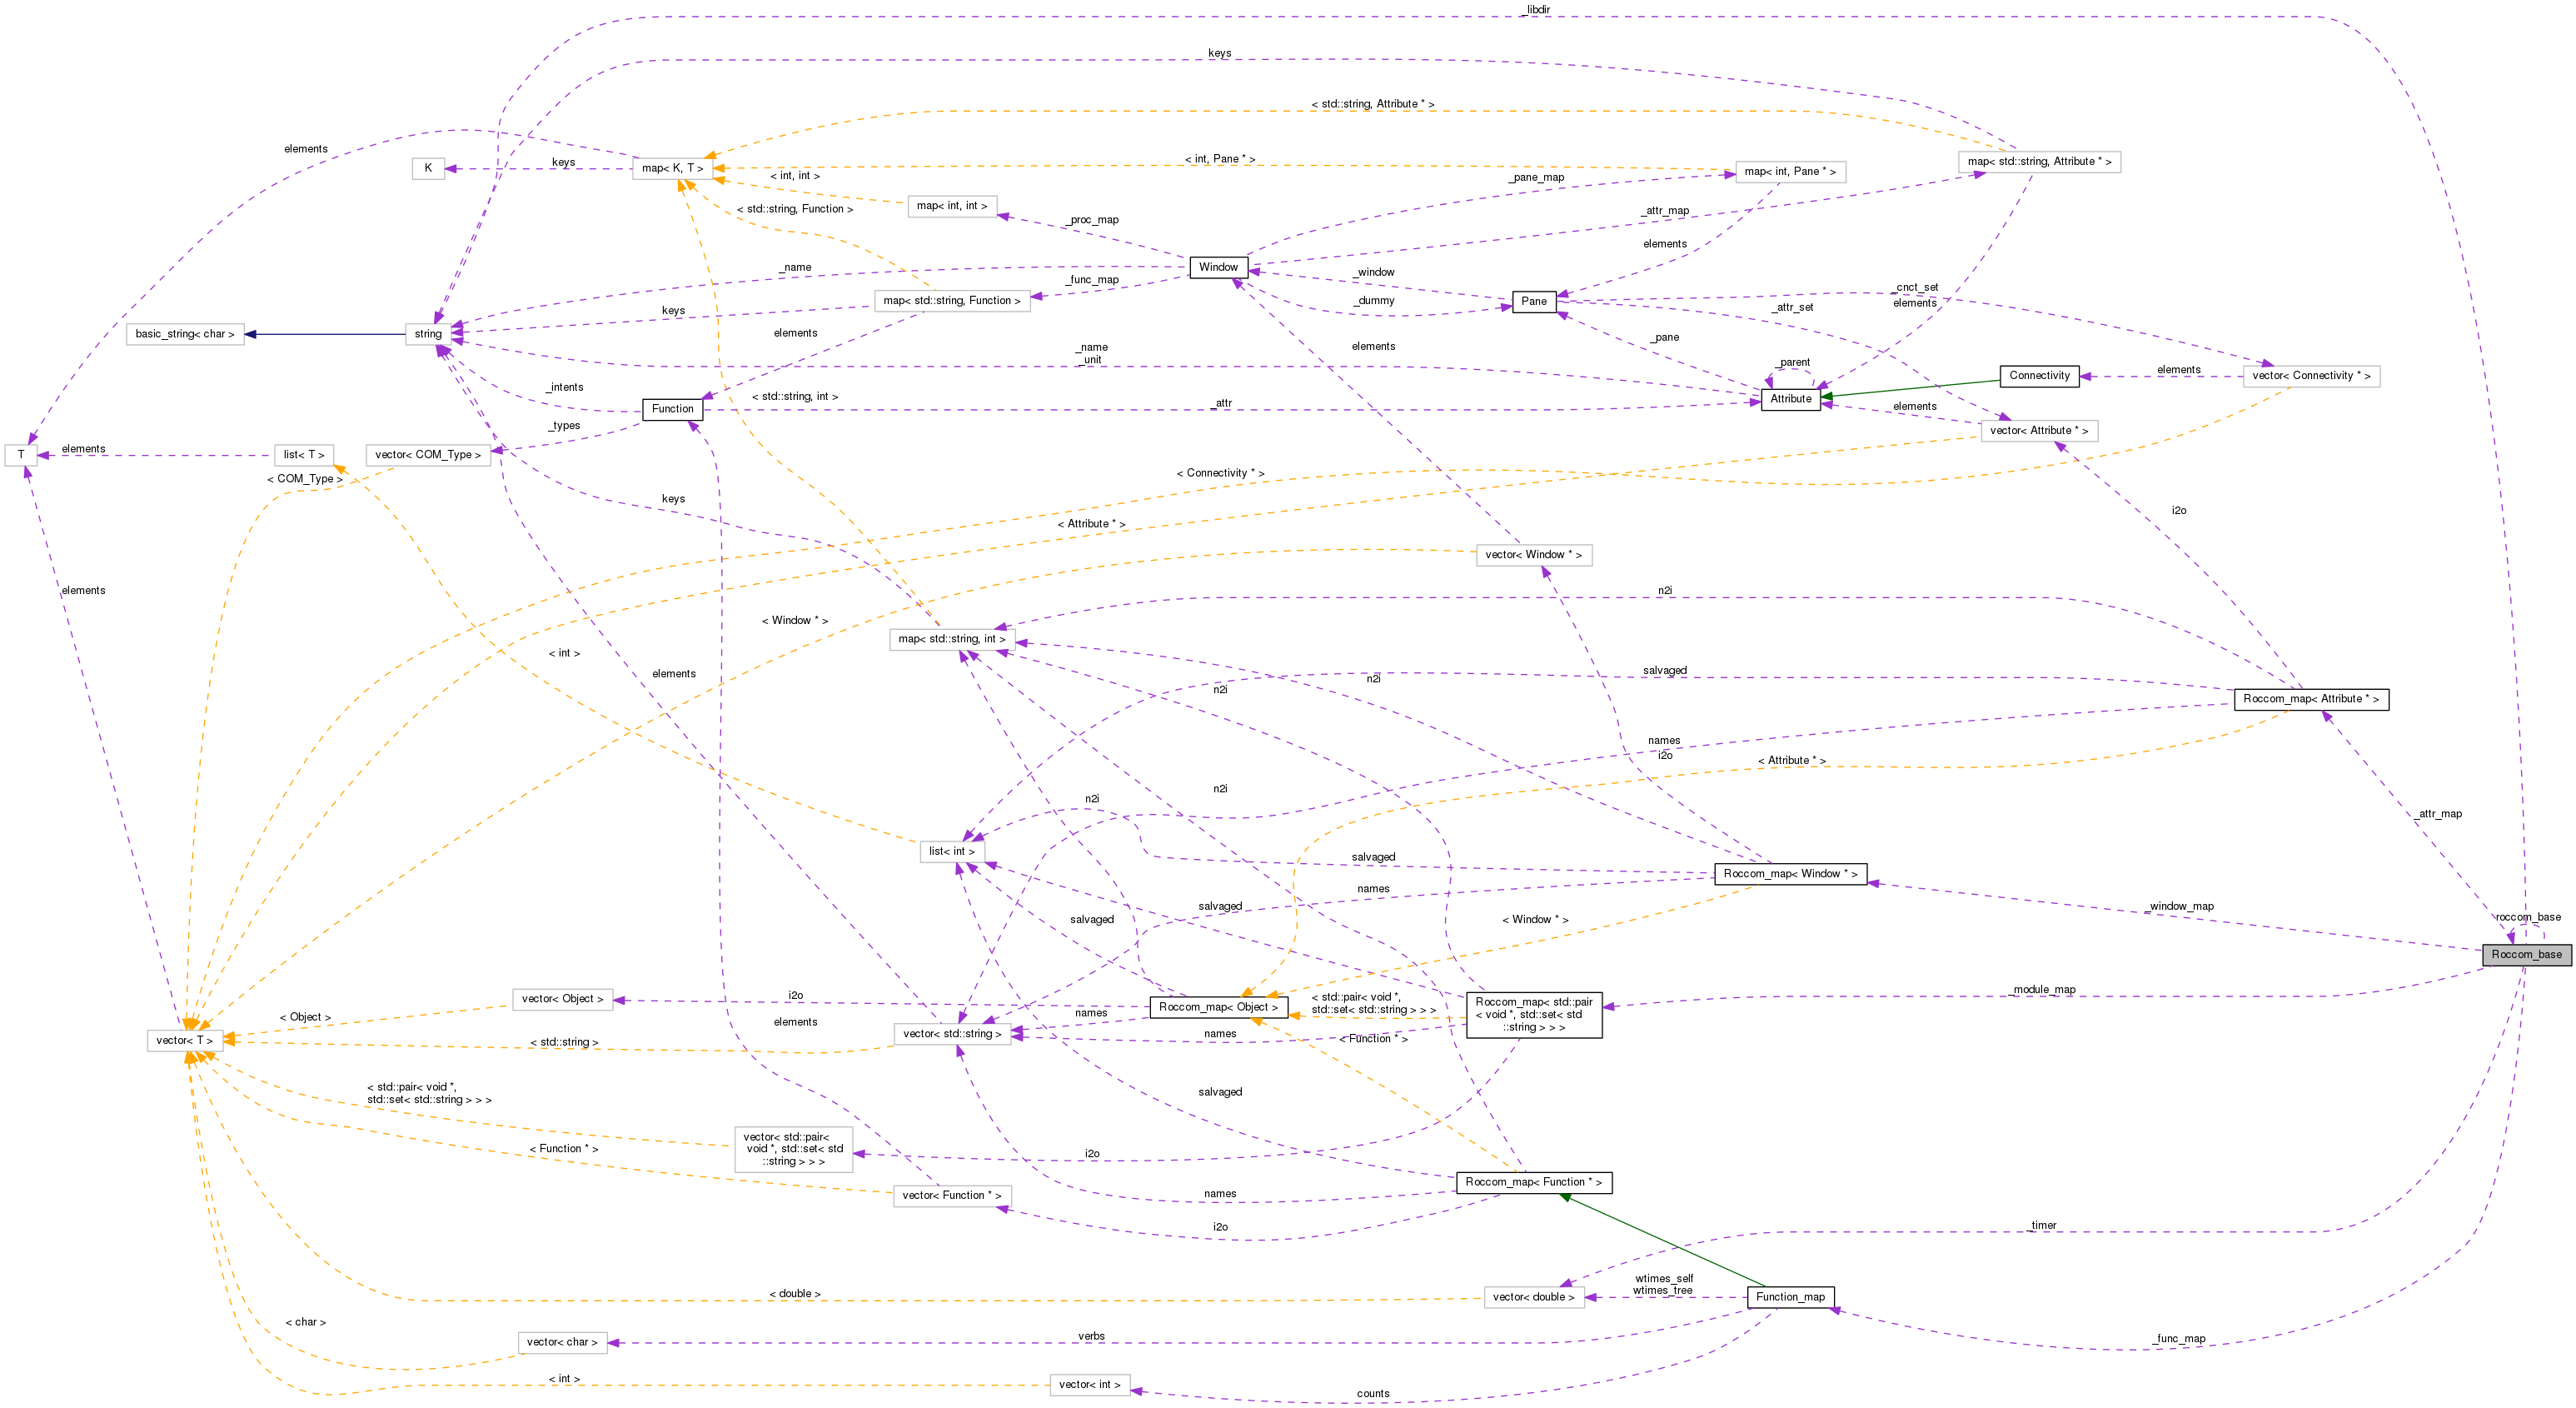 _libdir
keys
< std::string, Attribute * >
elements
K
keys
map< K, T >
< int, Pane * >
map< int, Pane * >
map< std::string, Attribute * >
< int, int >
_pane_map
map< int, int >
< std::string, Function >
_proc_map
_attr_map
elements
_name
Window
_window
_func_map
_cnct_set
map< std::string, Function >
_dummy
Pane
elements
keys
_attr_set
basic_string< char >
string
elements
_pane
_name
_unit
elements
_parent
Connectivity
elements
vector< Connectivity * >
_intents
< std::string, int >
Function
_attr
Attribute
elements
_types
vector< Attribute * >
T
elements
list< T >
vector< COM_Type >
< COM_Type >
< Connectivity * >
keys
i2o
< Attribute * >
vector< Window * >
elements
n2i
< Window * >
map< std::string, int >
< int >
elements
n2i
n2i
salvaged
Roccom_map< Attribute * >
names
i2o
< Attribute * >
n2i
n2i
_attr_map
list< int >
salvaged
Roccom_map< Window * >
names
salvaged
_window_map
salvaged
< Window * >
roccom_base
Roccom_base
_module_map
vector< Object >
i2o
Roccom_map< Object >
< std::pair< void *,
std::set< std::string > > >
Roccom_map< std::pair
< void *, std::set< std
::string > > >
< Object >
elements
names
vector< T >
< std::string >
vector< std::string >
names
< Function * >
< std::pair< void *,
std::set< std::string > > >
salvaged
vector< std::pair<
void *, std::set< std
::string > > >
< Function * >
i2o
Roccom_map< Function * >
vector< Function * >
names
i2o
_timer
wtimes_self
wtimes_tree
< double >
vector< double >
Function_map
< char >
vector< char >
verbs
_func_map
< int >
vector< int >
counts